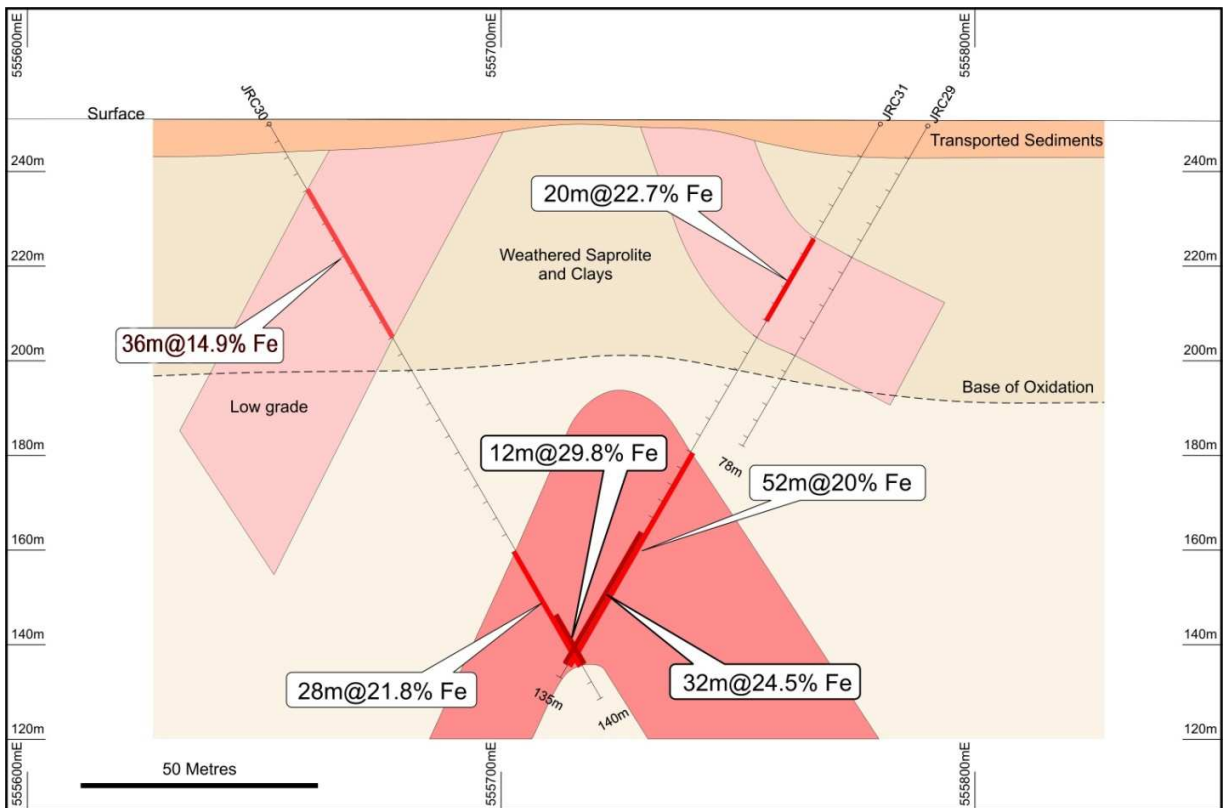 555600mE
555700mE
555800mE
JRC30
JRC31
JRC29
Surface
Transported Sediments
240m
240m
20m@22.7% Fe
220m
220m
Weathered Saprolite
and Clays
36m@14.9% Fe
200m
200m
Base of Oxidation
Low grade
180m
180m
12m@29.8% Fe
78m
52m@20% Fe
160m
160m
140m
140m
28m@21.8% Fe
32m@24.5% Fe
135m
140m
120m
120m
50 Metres
555600mE
555700mE
555800mE